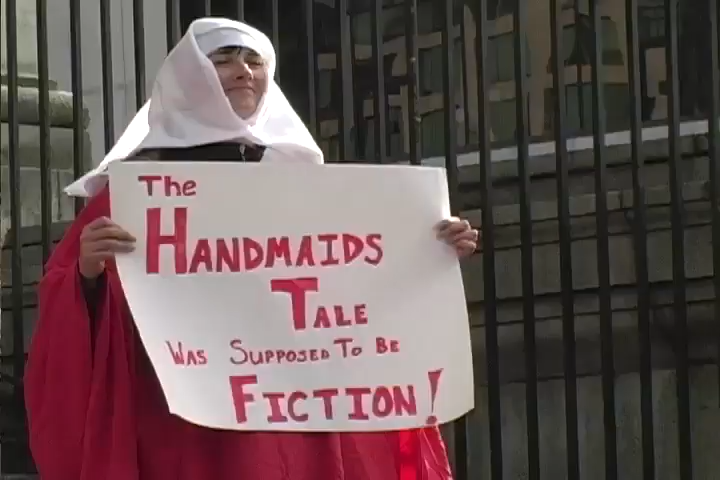 The
HANDMAIDS
TALE
WAS SUPPOSED TO BE
FICTION!